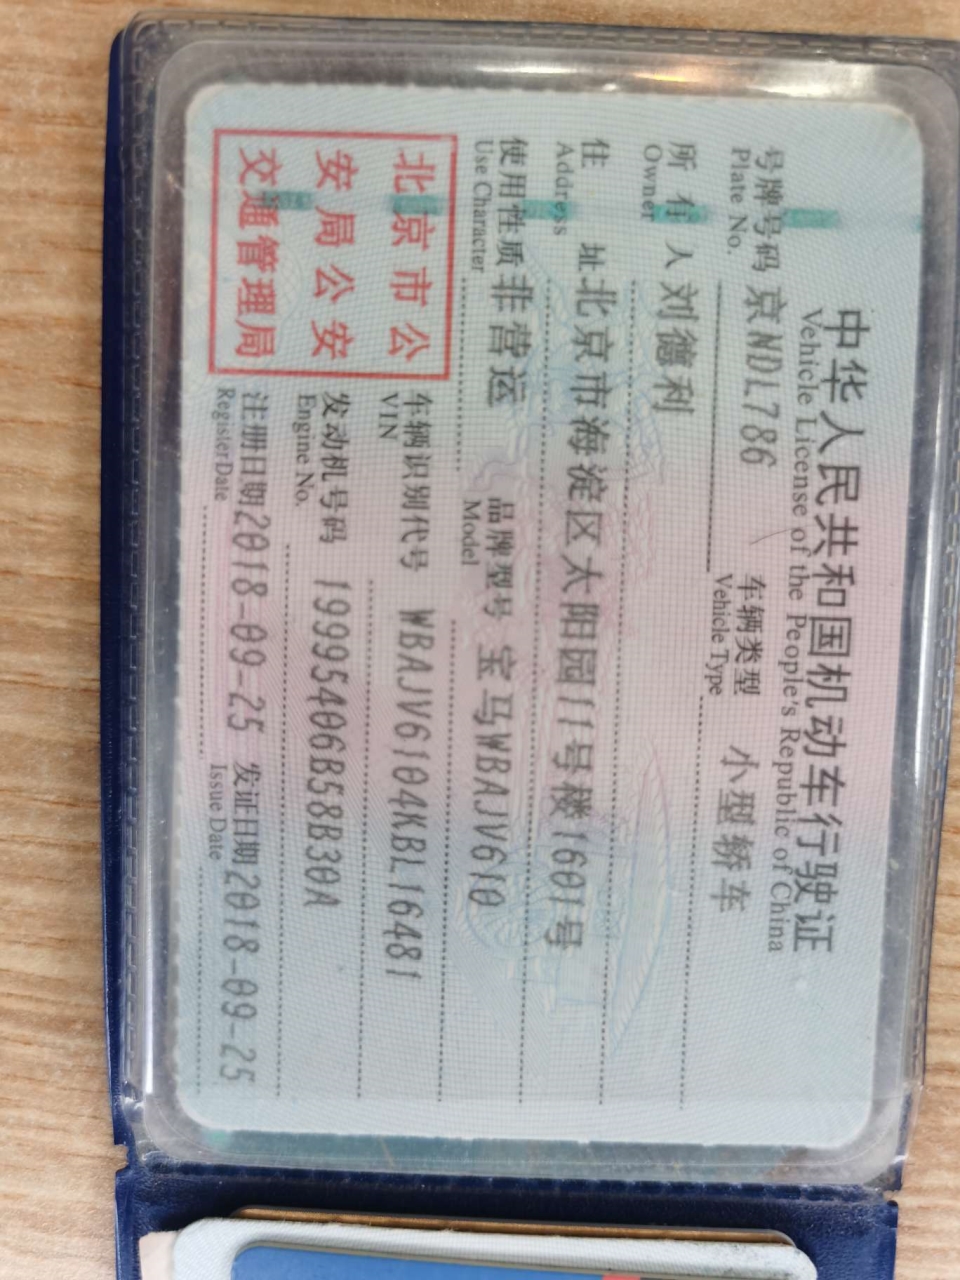 中华人民共和国机动车行驶证
Vehicle License of the People's Republic of China
号牌号码 京NDL786 车辆类型 小型轿车
Plate No. Vehicle Type
所有人 刘德利
Owner
住址 北京市海淀区太阳园11号楼1601号
Address
使用性质 非营运 品牌型号 宝马WBAJV610
Use Character Model
北京市公
安局公安
交通管理局
车辆识别代号 WBAJV6104KBL16481
VIN
发动机号码 19995406B58B30A
Engine No.
注册日期 2018-09-25 发证日期 2018-09-25
Register Date Issue Date